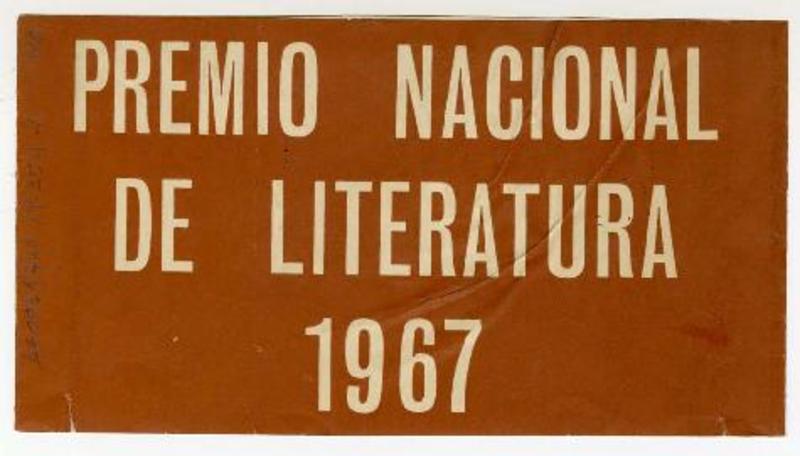 PREMIO NACIONAL
DE LITERATURA
1967